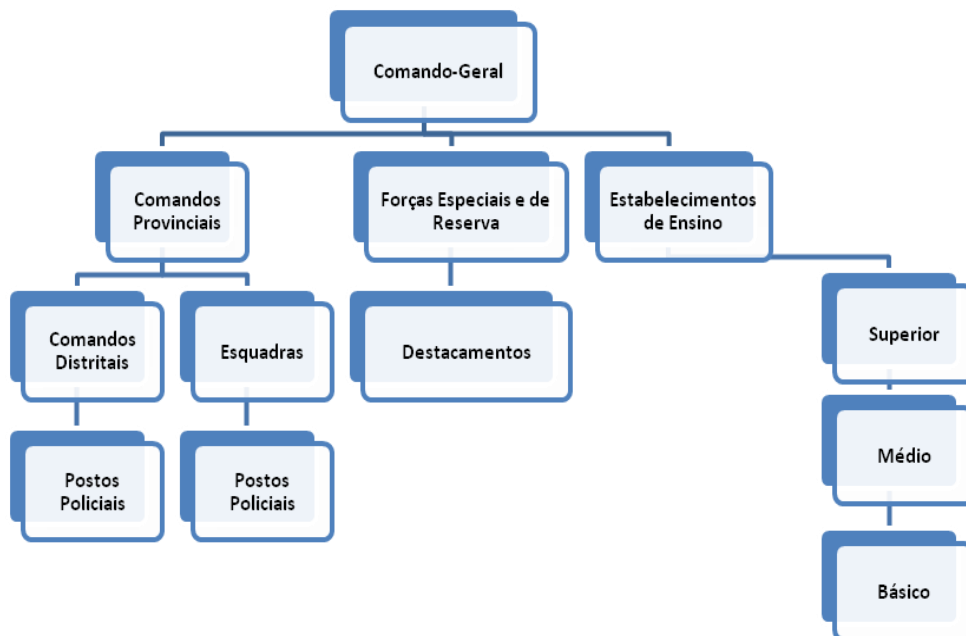 Comando-Geral
Comandos
Provinciais
Forças Especiais e de
Reserva
Estabelecimentos
de Ensino
Comandos
Distritais
Esquadras
Destacamentos
Superior
Postos
Policiais
Postos
Policiais
Médio
Básico